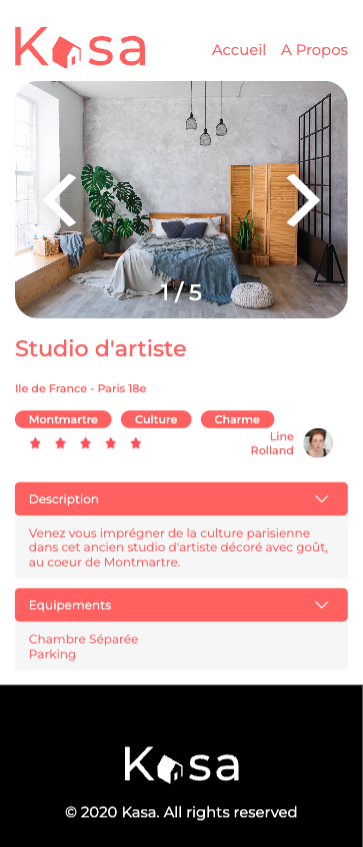 Kasa
Accueil A Propos
1 / 5
Studio d'artiste
Ile de France - Paris 18e
Montmartre Culture Charme
Line
Rolland
Description
Venez vous imprégner de la culture parisienne
dans cet ancien studio d'artiste décoré avec goût,
au coeur de Montmartre.
Equipements
Chambre Séparée
Parking
Kasa
© 2020 Kasa. All rights reserved